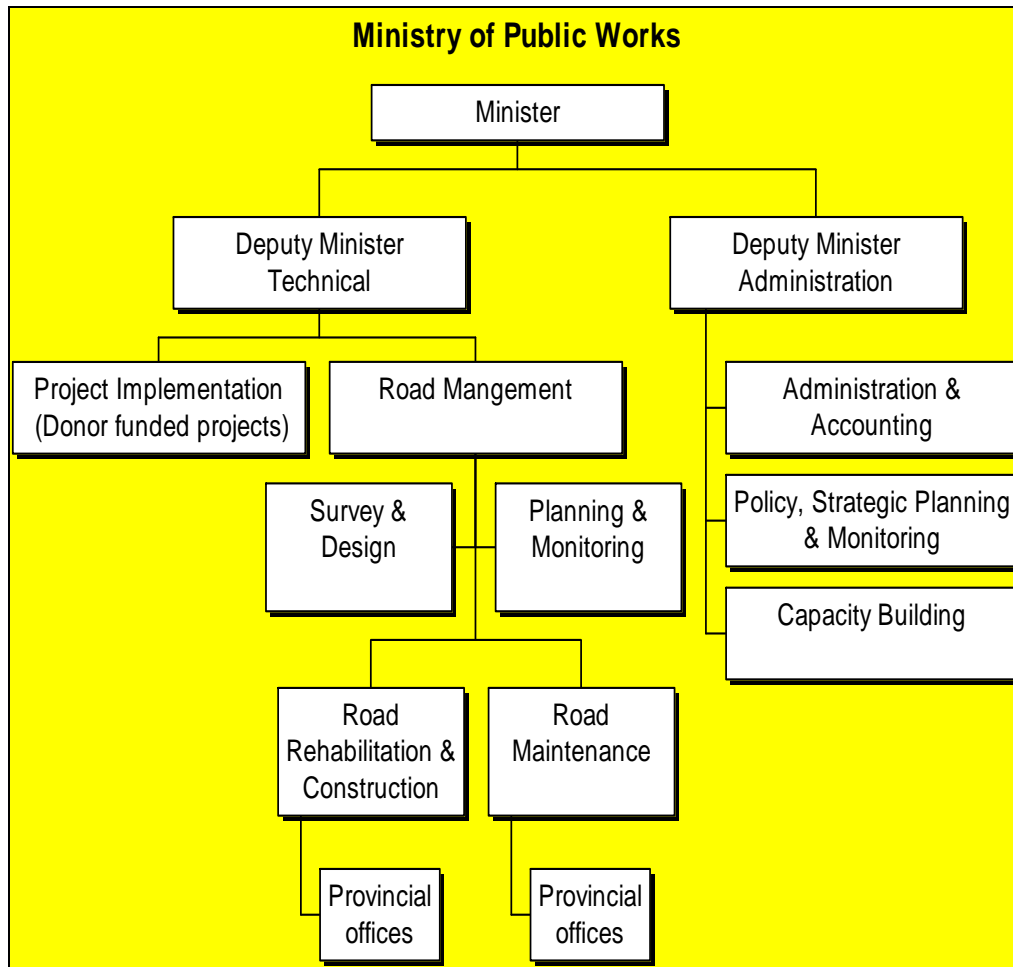 Ministry of Public Works
Minister
Deputy Minister
Technical
Deputy Minister
Administration
Project Implementation
(Donor funded projects)
Road Mangement
Administration &
Accounting
Survey &
Design
Planning &
Monitoring
Policy, Strategic Planning
& Monitoring
Capacity Building
Road
Rehabilitation &
Construction
Road
Maintenance
Provincial
offices
Provincial
offices